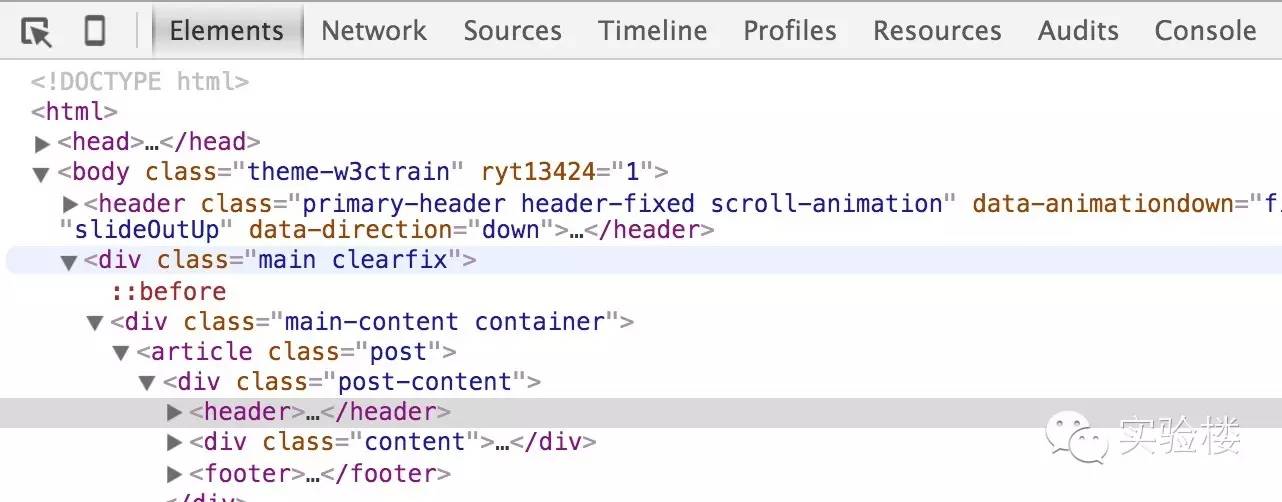 Elements Network Sources Timeline Profiles Resources Audits Console
<!DOCTYPE html>
<html>
▶<head>…</head>
▼<body class="theme-w3ctrain" ryt13424="1">
▶<header class="primary-header header-fixed scroll-animation" data-animationdown="fi
"slideOutUp" data-direction="down">…</header>
▼<div class="main clearfix">
::before
▼<div class="main-content container">
▼<article class="post">
▼<div class="post-content">
▶<header>…</header>
▶<div class="content">…</div>
▶<footer>…</footer>
</div>
实验楼